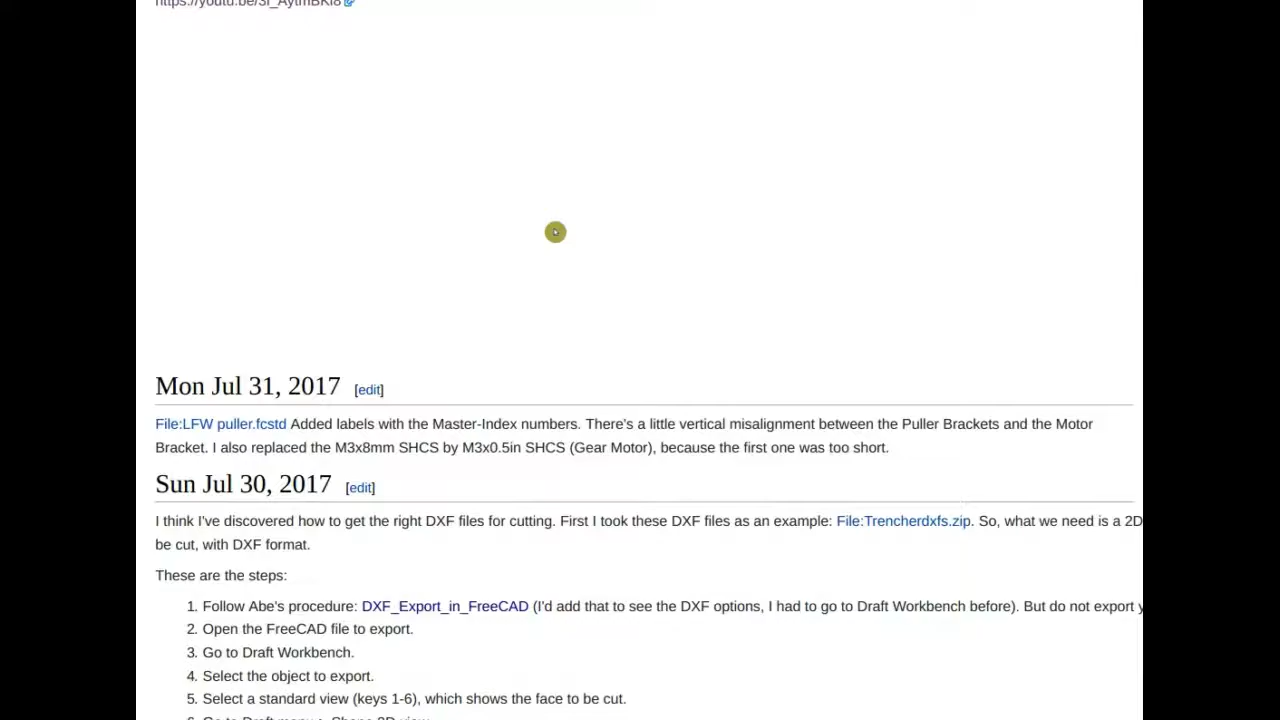 Mon Jul 31, 2017 [edit]
File:LFW puller.fcstd Added labels with the Master-Index numbers. There's a little vertical misalignment between the Puller Brackets and the Motor
Bracket. I also replaced the M3x8mm SHCS by M3x0.5in SHCS (Gear Motor), because the first one was too short.
Sun Jul 30, 2017 [edit]
I think I've discovered how to get the right DXF files for cutting. First I took these DXF files as an example: File:Trencherdxfs.zip. So, what we need is a 2D
be cut, with DXF format.
These are the steps:
1. Follow Abe's procedure: DXF_Export_in_FreeCAD (I'd add that to see the DXF options, I had to go to Draft Workbench before). But do not export
2. Open the FreeCAD file to export.
3. Go to Draft Workbench.
4. Select the object to export.
5. Select a standard view (keys 1-6), which shows the face to be cut.